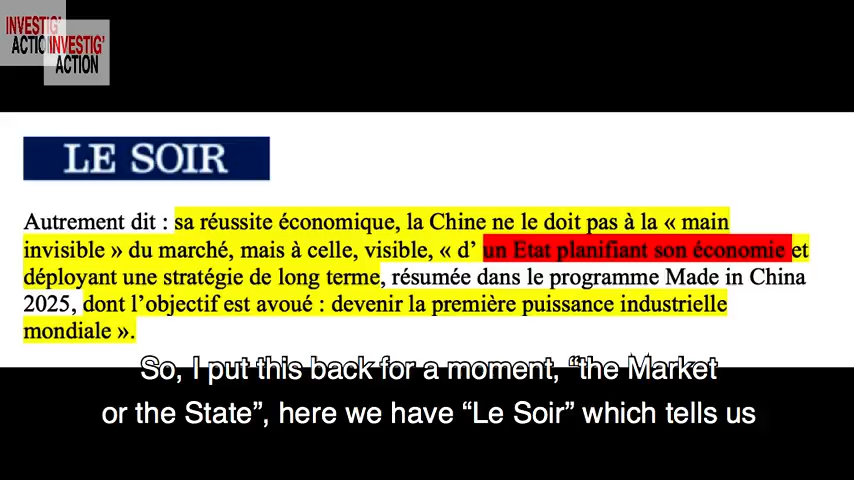 INVESTIG'
ACTION
INVESTIG'
ACTION
LE SOIR
Autrement dit : sa réussite économique, la Chine ne le doit pas à la « main
invisible » du marché, mais à celle, visible, « d’ un Etat planifiant son économie et
déployant une stratégie de long terme, résumée dans le programme Made in China
2025, dont l’objectif est avoué : devenir la première puissance industrielle
mondiale ».
So, I put this back for a moment, “the Market
or the State”, here we have “Le Soir” which tells us